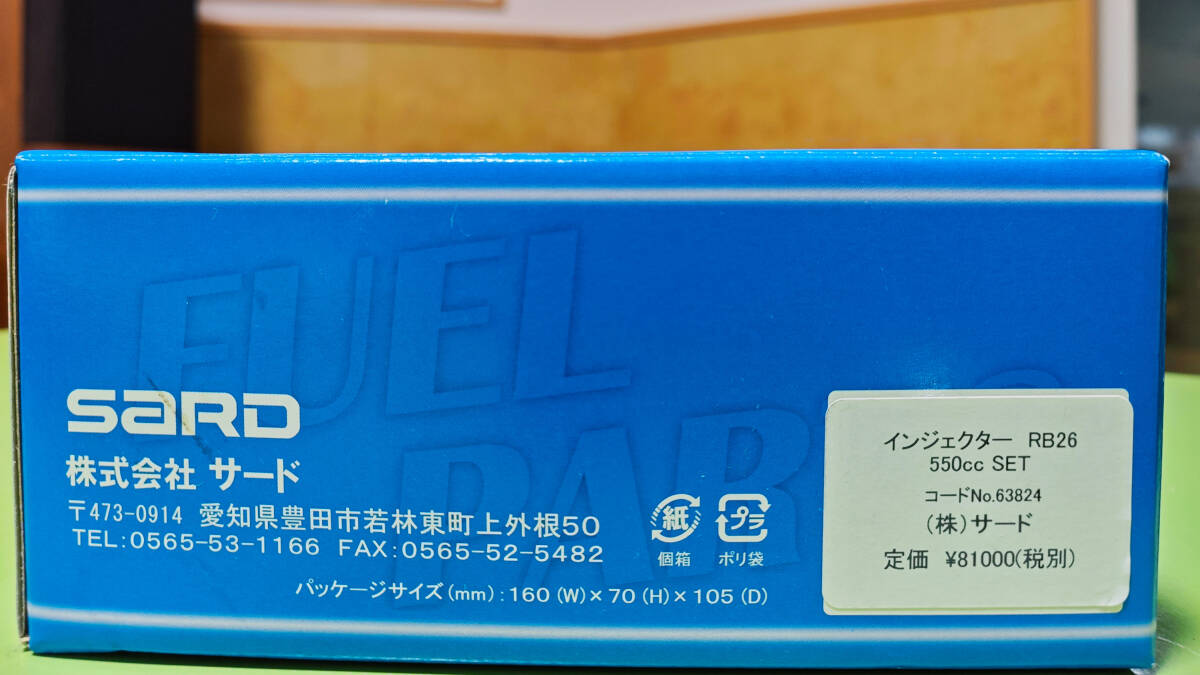 FUEL
PAR
SARD
株式会社 サード
〒473-0914 愛知県豊田市若林東町上外根50
TEL:0565-53-1166 FAX:0565-52-5482
紙
個箱
プラ
ポリ袋
パッケージサイズ(mm):160(W)×70(H)×105(D)
インジェクター RB26
550cc SET
コードNo.63824
(株)サード
定価 ¥81000(税別)